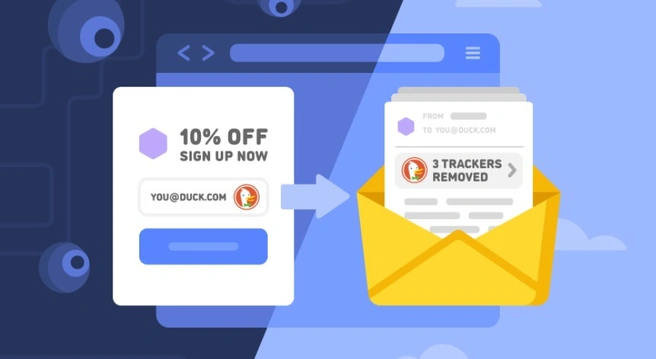 10% OFF
SIGN UP NOW
YOU@DUCK.COM
FROM
TO YOU@DUCK.COM
3 TRACKERS
REMOVED